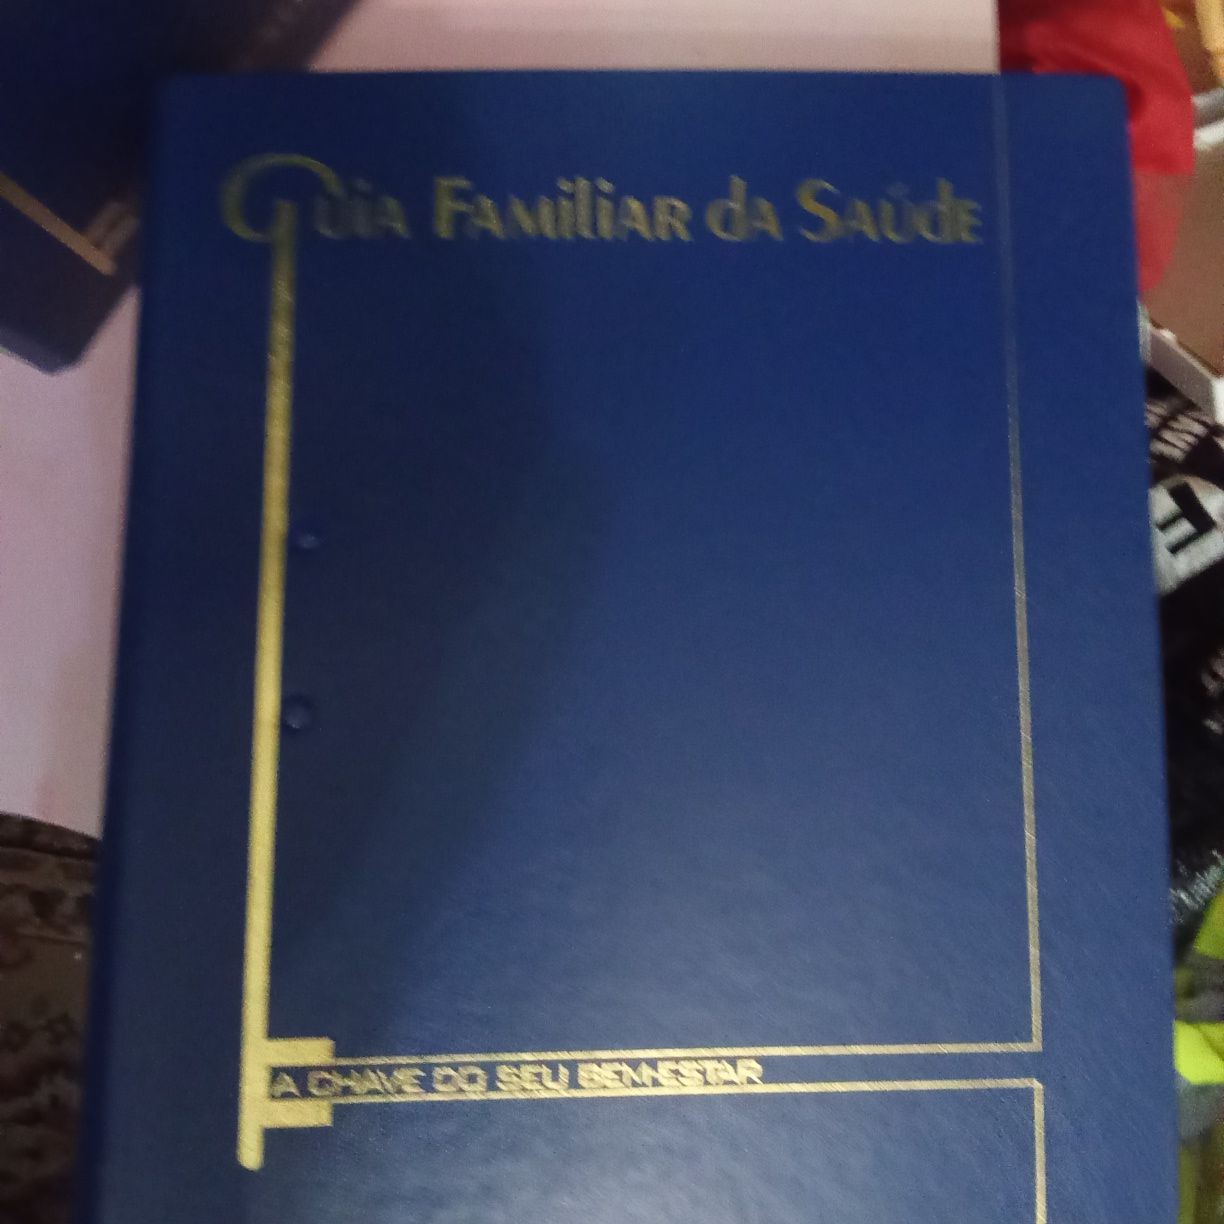 Guia Familiar da Saúde
A CHAVE DO SEU BEM-ESTAR